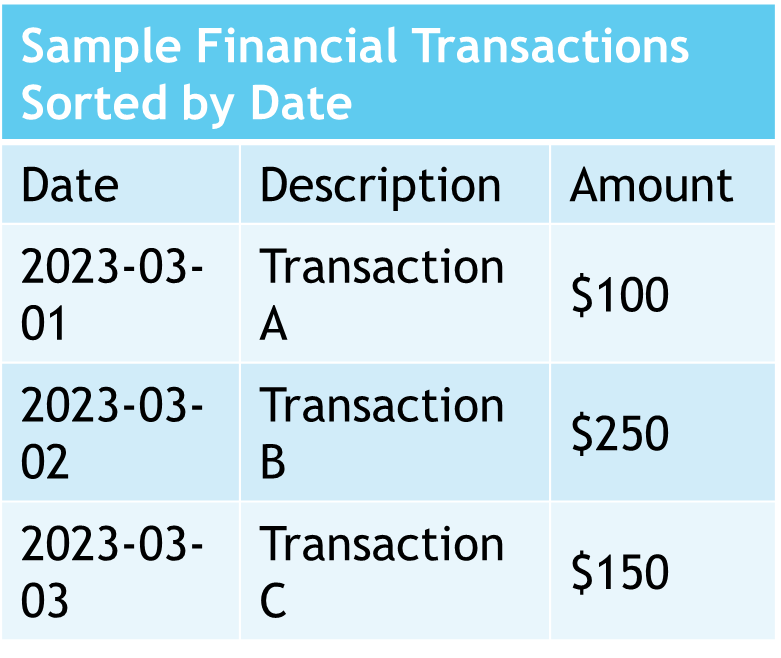 Sample Financial Transactions
Sorted by Date
Date Description Amount
2023-03-
01
Transaction
A
$100
2023-03-
02
Transaction
B
$250
2023-03-
03
Transaction
C
$150